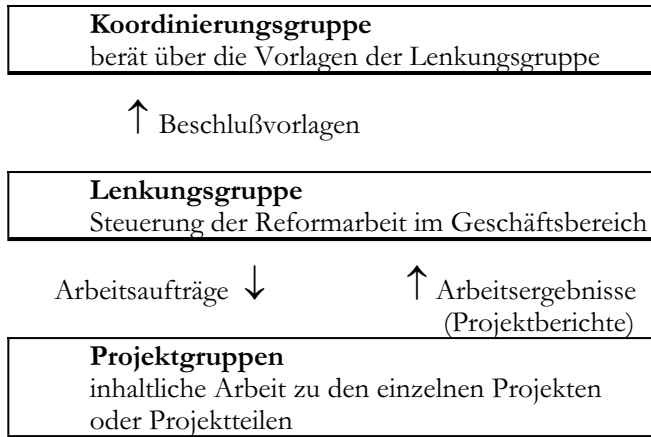 Koordinierungsgruppe
berät über die Vorlagen der Lenkungsgruppe
↑ Beschlußvorlagen
Lenkungsgruppe
Steuerung der Reformarbeit im Geschäftsbereich
Arbeitsaufträge ↓ ↑ Arbeitsergebnisse
(Projektberichte)
Projektgruppen
inhaltliche Arbeit zu den einzelnen Projekten
oder Projektteilen